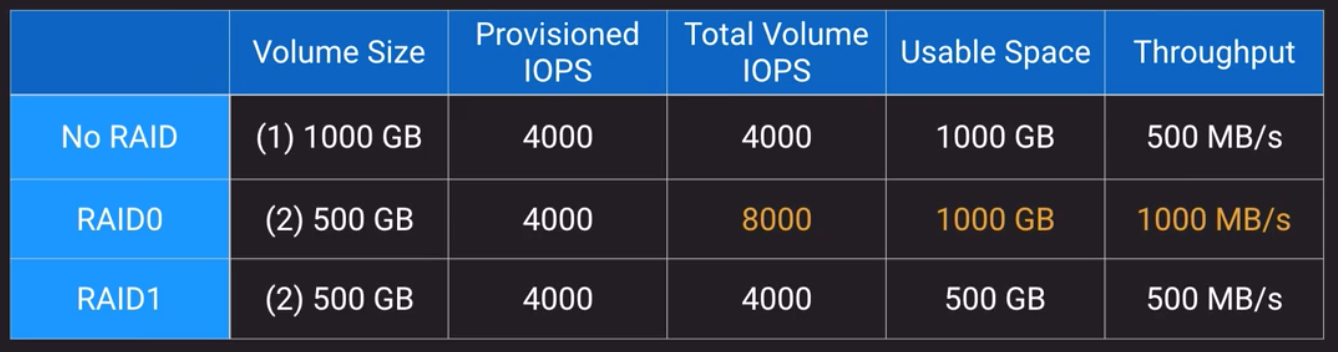 Volume Size Provisioned IOPS Total Volume IOPS Usable Space Throughput
No RAID (1) 1000 GB 4000 4000 1000 GB 500 MB/s
RAID0 (2) 500 GB 4000 8000 1000 GB 1000 MB/s
RAID1 (2) 500 GB 4000 4000 500 GB 500 MB/s